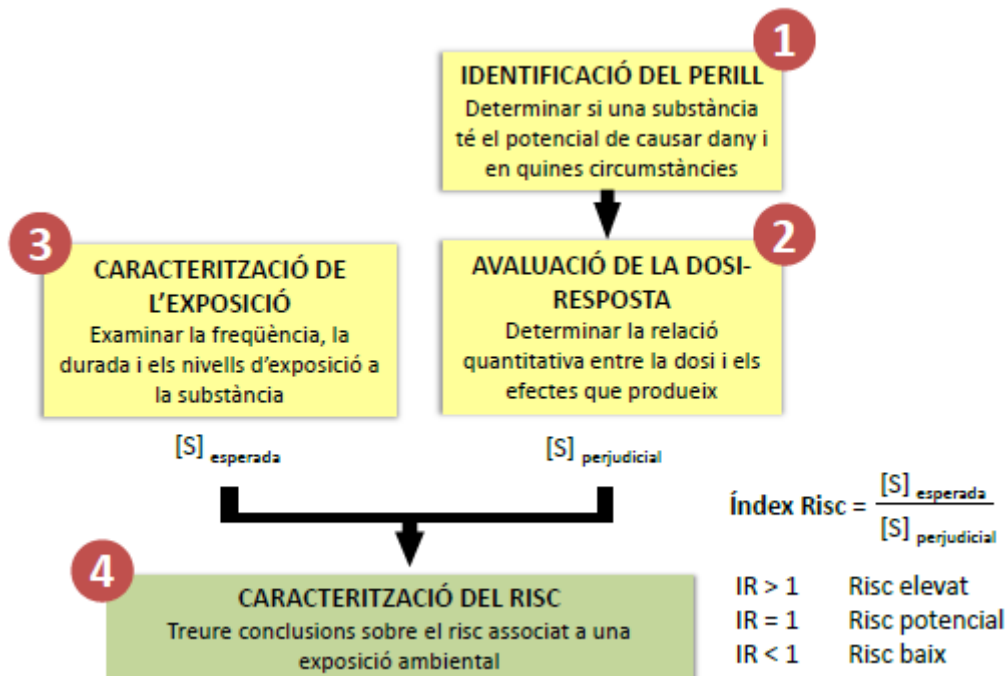 1
IDENTIFICACIÓ DEL PERILL
Determinar si una substància
té el potencial de causar dany i
en quines circumstàncies
2
AVALUACIÓ DE LA DOSI-
RESPOSTA
Determinar la relació
quantitativa entre la dosi i els
efectes que produeix
3
CARACTERITZACIÓ DE
L'EXPOSICIÓ
Examinar la freqüència, la
durada i els nivells d'exposició a
la substància
[S] esperada
[S] perjudicial
4
CARACTERITZACIÓ DEL RISC
Treure conclusions sobre el risc associat a una
exposició ambiental
Índex Risc = [S] esperada
[S] perjudicial
IR > 1 Risc elevat
IR = 1 Risc potencial
IR < 1 Risc baix